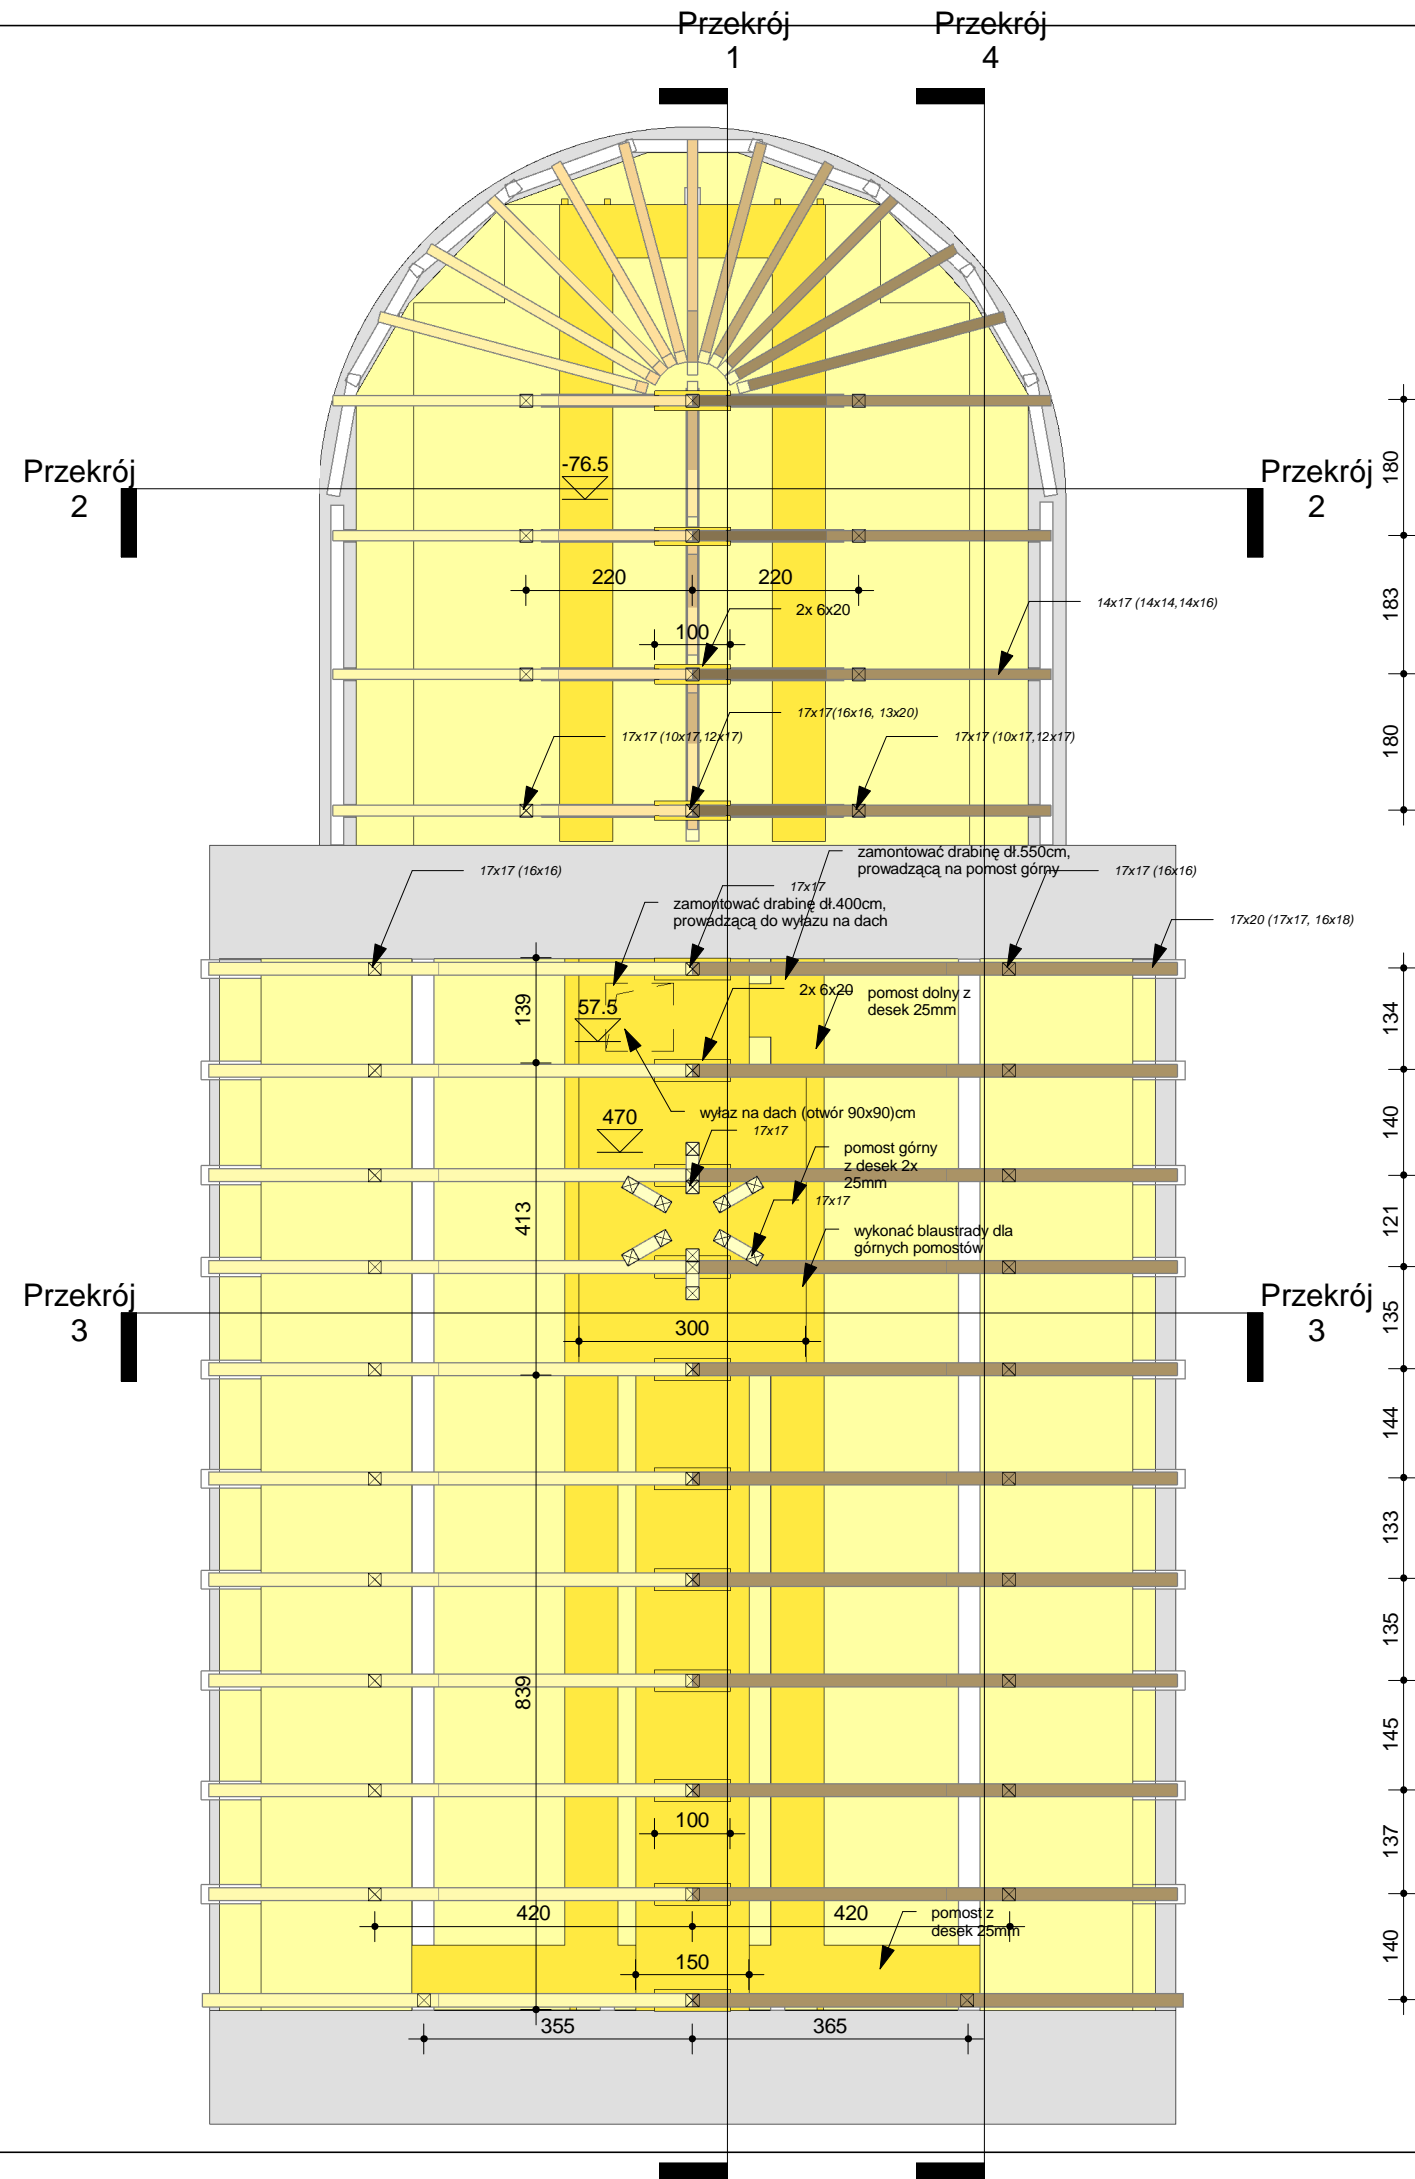 Przekrój
1
Przekrój
4
Przekrój
2
-76.5
Przekrój
2
180
220
220
2x 6x20
14x17 (14x14,14x16)
183
100
17x17(16x16, 13x20)
17x17 (10x17,12x17)
17x17 (10x17,12x17)
180
zamontować drabinę dł.550cm,
prowadzącą na pomost górny
17x17 (16x16)
17x17 (16x16)
17x17
zamontować drabinę dł.400cm,
prowadzącą do wyłazu na dach
17x20 (17x17, 16x18)
139
57.5
2x 6x20
pomost dolny z
desek 25mm
134
wyłaz na dach (otwór 90x90)cm
470
17x17
140
pomost górny
z desek 2x
25mm
17x17
413
wykonać blaustrady dla
górnych pomostów
121
Przekrój
3
300
Przekrój
3
135
144
133
135
839
145
100
137
420
420
pomost z
desek 25mm
150
140
355
365